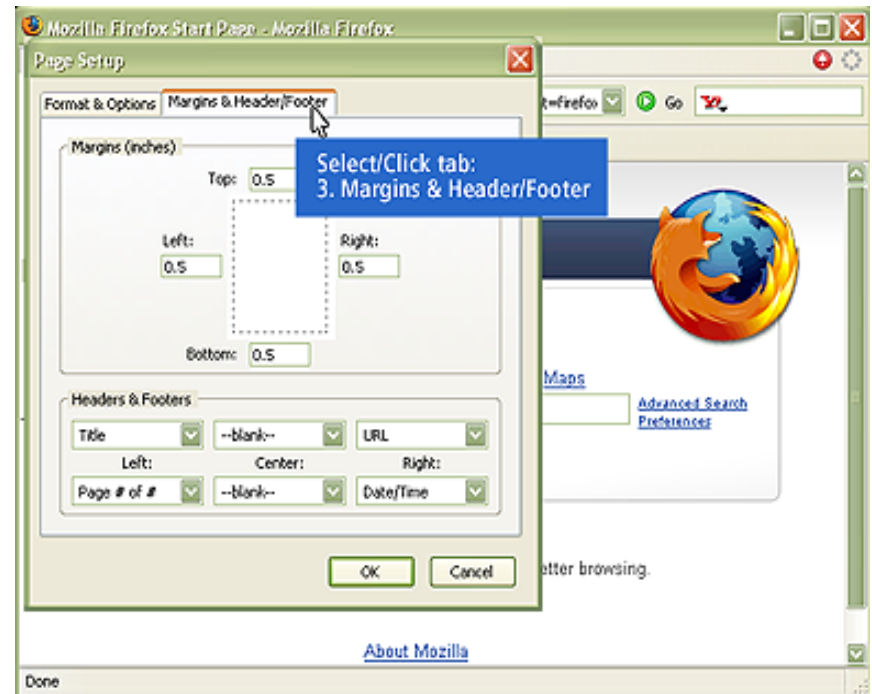 Mozilla Firefox Start Page - Mozilla Firefox
Page Setup
Format & Options
Margins & Header/Footer
t=firefox
Go
Margins (inches)
Select/Click tab:
3. Margins & Header/Footer
Top: 0.5
Left:
Right:
0.5
0.5
Bottom: 0.5
Maps
Advanced Search
Preferences
Headers & Footers
Title
--blank--
URL
Left:
Center:
Right:
Page # of #
--blank--
Date/Time
OK
Cancel
etter browsing.
About Mozilla
Done